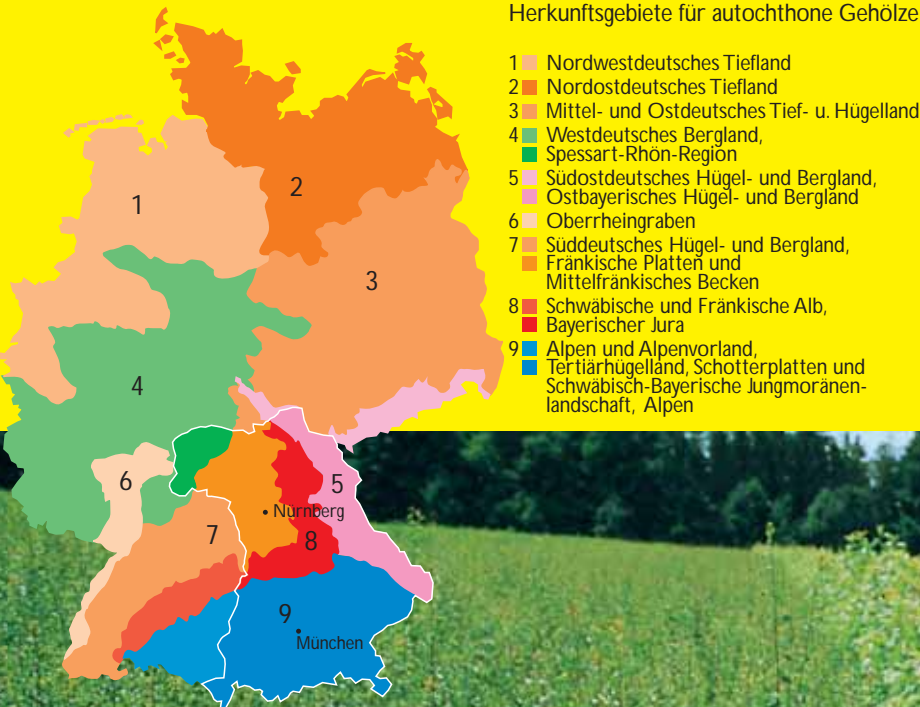 Herkunftsgebiete für autochthone Gehölze
1 Nordwestdeutsches Tiefland
2 Nordostdeutsches Tiefland
3 Mittel- und Ostdeutsches Tief- u. Hügelland
4 Westdeutsches Bergland,
Spessart-Rhön-Region
5 Südostdeutsches Hügel- und Bergland,
Ostbayerisches Hügel- und Bergland
6 Oberrheingraben
7 Süddeutsches Hügel- und Bergland,
Fränkische Platten und
Mittelfränkisches Becken
8 Schwäbische und Fränkische Alb,
Bayerischer Jura
9 Alpen und Alpenvorland,
Tertiärhügelland, Schotterplatten und
Schwäbisch-Bayerische Jungmoränen-
landschaft, Alpen
1
2
3
4
6
5
Nürnberg
7
8
9
München